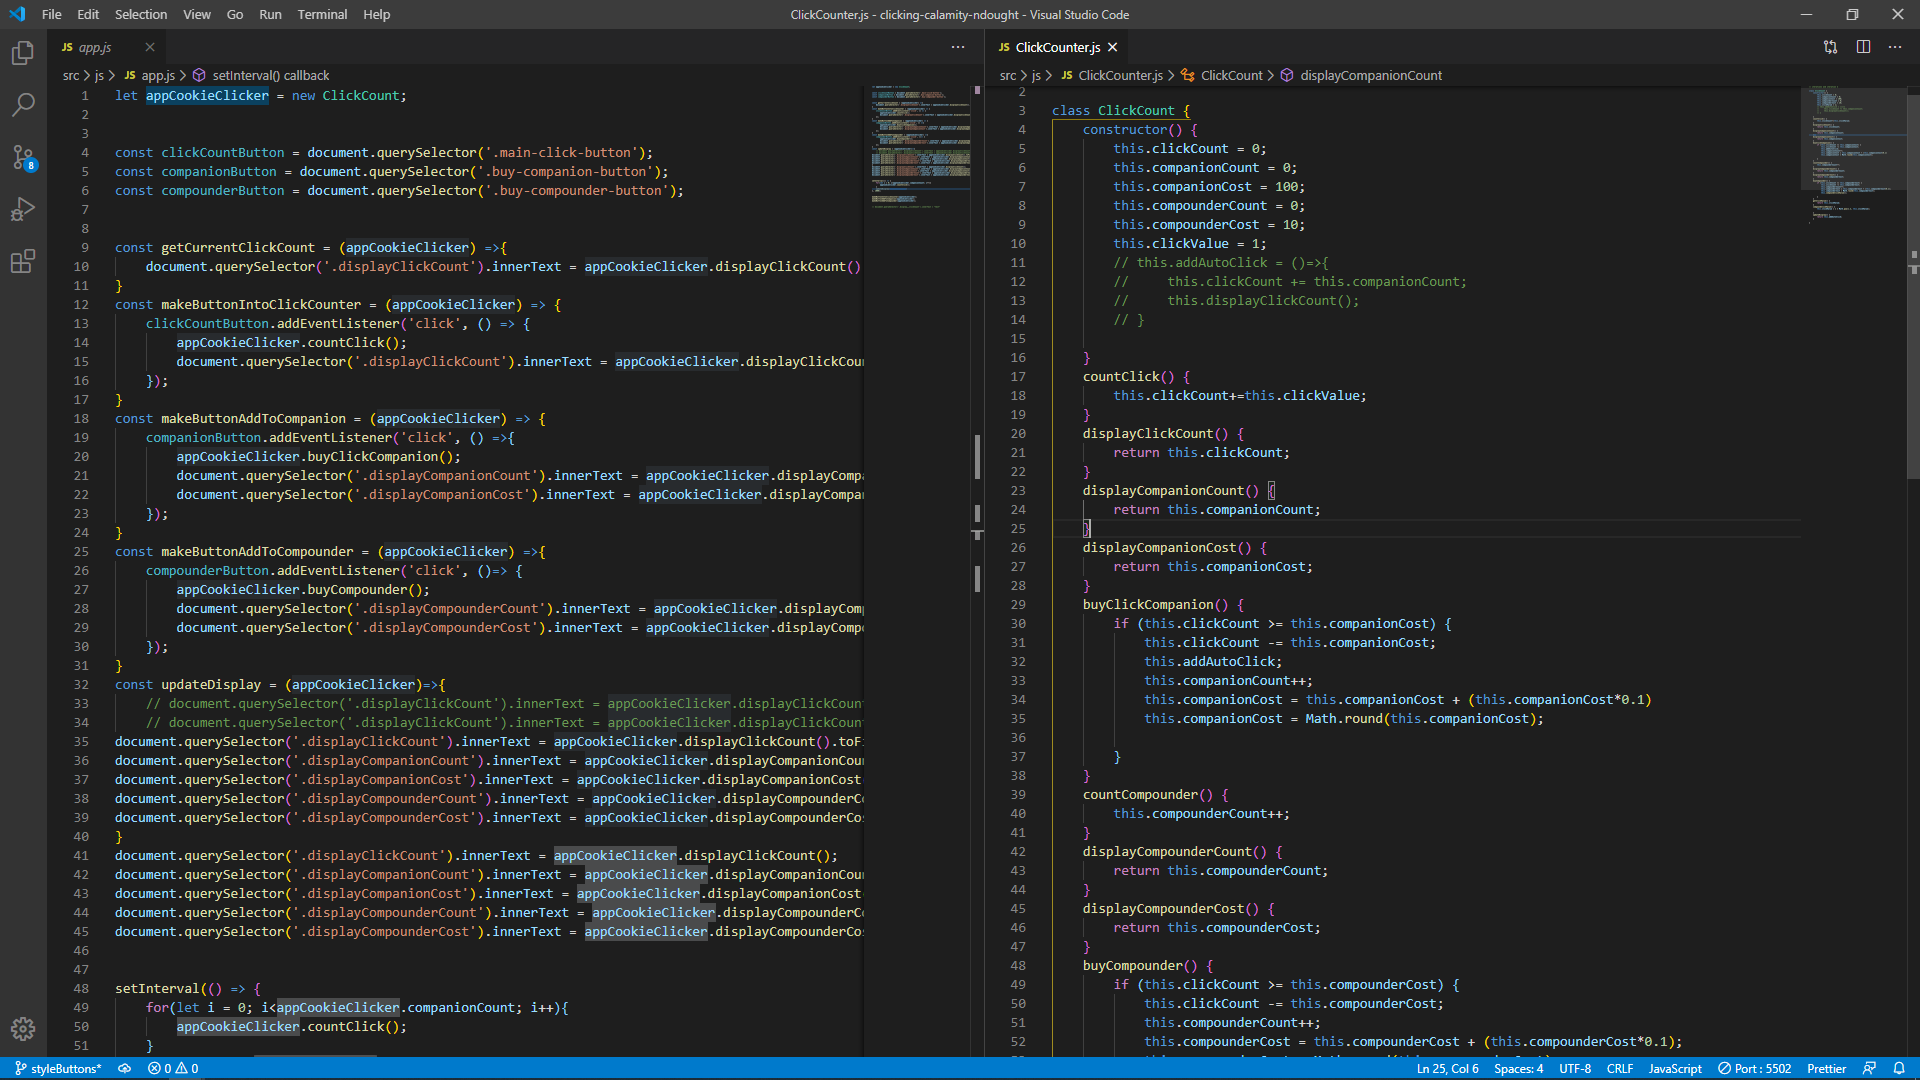 File Edit Selection View Go Run Terminal Help
ClickCounter.js - clicking-calamity-ndought - Visual Studio Code
JS app.js
src > js > JS app.js > setInterval() callback
1 let appCookieClicker = new ClickCount;
2
3
4 const clickCountButton = document.querySelector('.main-click-button');
5 const companionButton = document.querySelector('.buy-companion-button');
6 const compounderButton = document.querySelector('.buy-compounder-button');
7
8
9 const getCurrentClickCount = (appCookieClicker) =>{
10 document.querySelector('.displayClickCount').innerText = appCookieClicker.displayClickCount()
11 }
12 const makeButtonIntoClickCounter = (appCookieClicker) => {
13 clickCountButton.addEventListener('click', () => {
14 appCookieClicker.countClick();
15 document.querySelector('.displayClickCount').innerText = appCookieClicker.displayClickCou
16 });
17 }
18 const makeButtonAddToCompanion = (appCookieClicker) => {
19 companionButton.addEventListener('click', () =>{
20 appCookieClicker.buyClickCompanion();
21 document.querySelector('.displayCompanionCount').innerText = appCookieClicker.displayCompa
22 document.querySelector('.displayCompanionCost').innerText = appCookieClicker.displayCompan
23 });
24 }
25 const makeButtonAddToCompounder = (appCookieClicker) =>{
26 compounderButton.addEventListener('click', ()=> {
27 appCookieClicker.buyCompounder();
28 document.querySelector('.displayCompounderCount').innerText = appCookieClicker.displayCom
29 document.querySelector('.displayCompounderCost').innerText = appCookieClicker.displayCompo
30 });
31 }
32 const updateDisplay = (appCookieClicker)=>{
33 // document.querySelector('.displayClickCount').innerText = appCookieClicker.displayClickCoun
34 // document.querySelector('.displayClickCount').innerText = appCookieClicker.displayClickCoun
35 document.querySelector('.displayClickCount').innerText = appCookieClicker.displayClickCount().toF
36 document.querySelector('.displayCompanionCount').innerText = appCookieClicker.displayCompanionCou
37 document.querySelector('.displayCompanionCost').innerText = appCookieClicker.displayCompanionCost
38 document.querySelector('.displayCompounderCount').innerText = appCookieClicker.displayCompounderC
39 document.querySelector('.displayCompounderCost').innerText = appCookieClicker.displayCompounderCo
40 }
41 document.querySelector('.displayClickCount').innerText = appCookieClicker.displayClickCount();
42 document.querySelector('.displayCompanionCount').innerText = appCookieClicker.displayCompanionCou
43 document.querySelector('.displayCompanionCost').innerText = appCookieClicker.displayCompanionCost
44 document.querySelector('.displayCompounderCount').innerText = appCookieClicker.displayCompounderC
45 document.querySelector('.displayCompounderCost').innerText = appCookieClicker.displayCompounderCo
46
47
48 setInterval(() => {
49 for(let i = 0; i<appCookieClicker.companionCount; i++){
50 appCookieClicker.countClick();
51 }
JS ClickCounter.js
src > js > JS ClickCounter.js > ClickCount > displayCompanionCount
2
3 class ClickCount {
4 constructor() {
5 this.clickCount = 0;
6 this.companionCount = 0;
7 this.companionCost = 100;
8 this.compounderCount = 0;
9 this.compounderCost = 10;
10 this.clickValue = 1;
11 // this.addAutoClick = ()=>{
12 // this.clickCount += this.companionCount;
13 // this.displayClickCount();
14 // }
15
16 }
17 countClick() {
18 this.clickCount+=this.clickValue;
19 }
20 displayClickCount() {
21 return this.clickCount;
22 }
23 displayCompanionCount() {
24 return this.companionCount;
25 }
26 displayCompanionCost() {
27 return this.companionCost;
28 }
29 buyClickCompanion() {
30 if (this.clickCount >= this.companionCost) {
31 this.clickCount -= this.companionCost;
32 this.addAutoClick;
33 this.companionCount++;
34 this.companionCost = this.companionCost + (this.companionCost*0.1)
35 this.companionCost = Math.round(this.companionCost);
36
37 }
38 }
39 countCompounder() {
40 this.compounderCount++;
41 }
42 displayCompounderCount() {
43 return this.compounderCount;
44 }
45 displayCompounderCost() {
46 return this.compounderCost;
47 }
48 buyCompounder() {
49 if (this.clickCount >= this.compounderCost) {
50 this.clickCount -= this.compounderCost;
51 this.compounderCount++;
52 this.compounderCost = this.compounderCost + (this.compounderCost*0.1);
8
styleButtons* 0 0 Ln 25, Col 6 Spaces: 4 UTF-8 CRLF JavaScript Port : 5502 Prettier